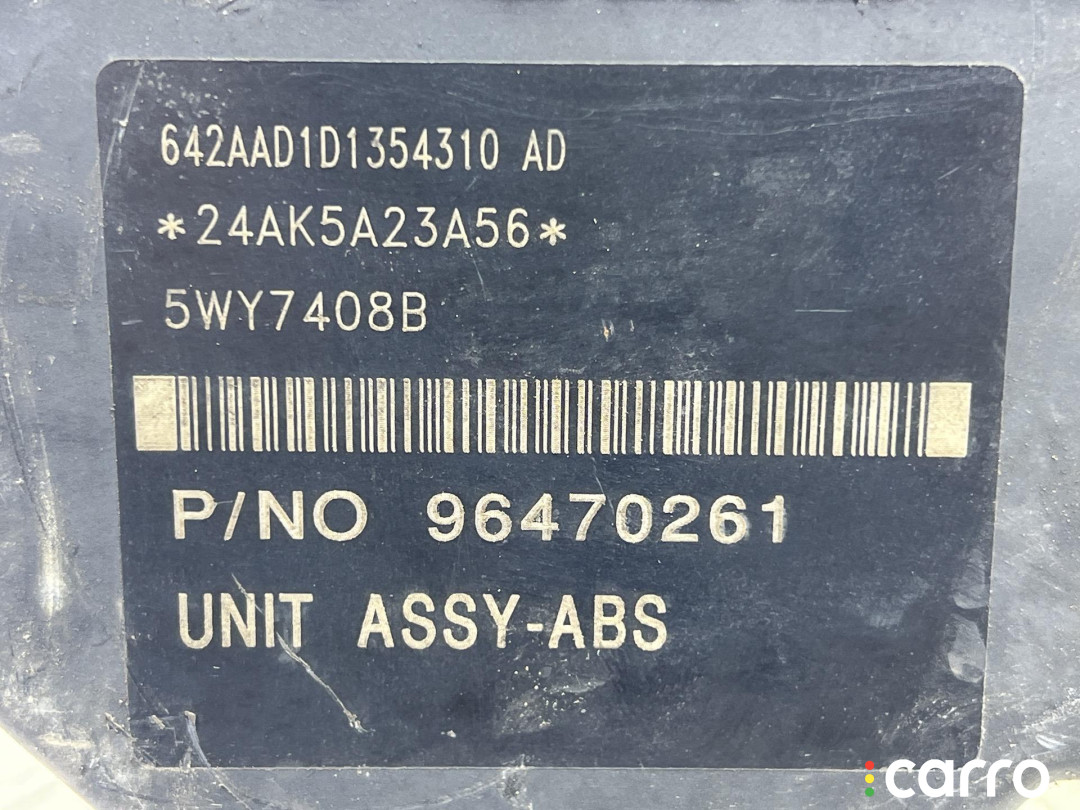 642AAD1D1354310 AD
*24AK5A23A56*
5WY7408B
P/NO 96470261
UNIT ASSY-ABS
carro